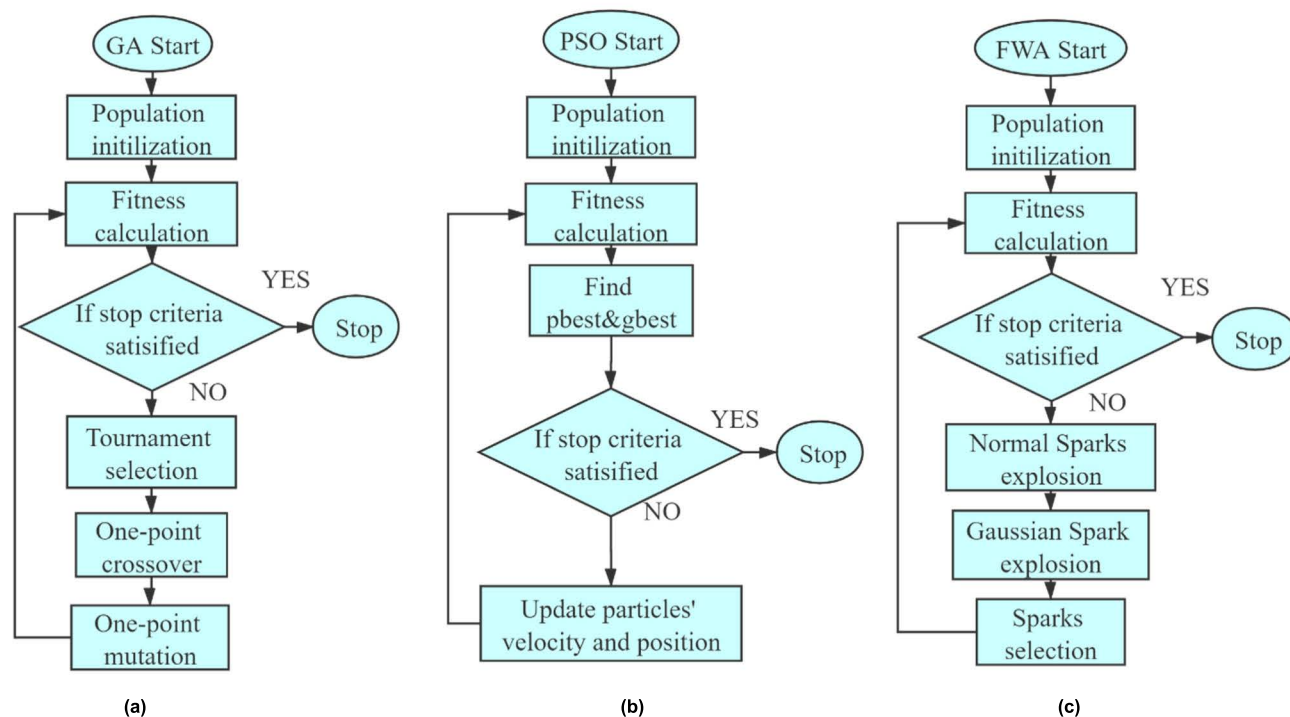 GA Start
Population
initilization
Fitness
calculation
YES
If stop criteria
satisified
Stop
NO
Tournament
selection
One-point
crossover
One-point
mutation
(a)
PSO Start
Population
initilization
Fitness
calculation
Find
pbest&gbest
YES
If stop criteria
satisified
Stop
NO
Update particles'
velocity and position
(b)
FWA Start
Population
initilization
Fitness
calculation
YES
If stop criteria
satisified
Stop
NO
Normal Sparks
explosion
Gaussian Spark
explosion
Sparks
selection
(c)